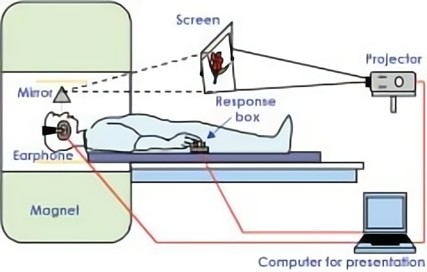 Screen
Projector
Mirror
Response
box
Earphone
Magnet
Computer for presentation